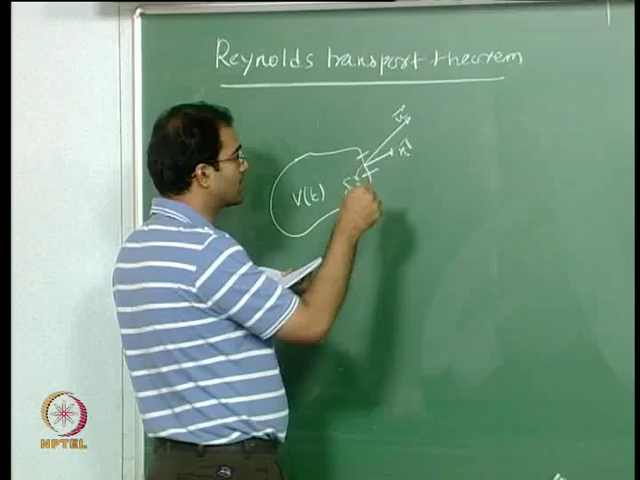 Reynolds transport theorem
v⃗
n⃗
V(t)
NPTEL